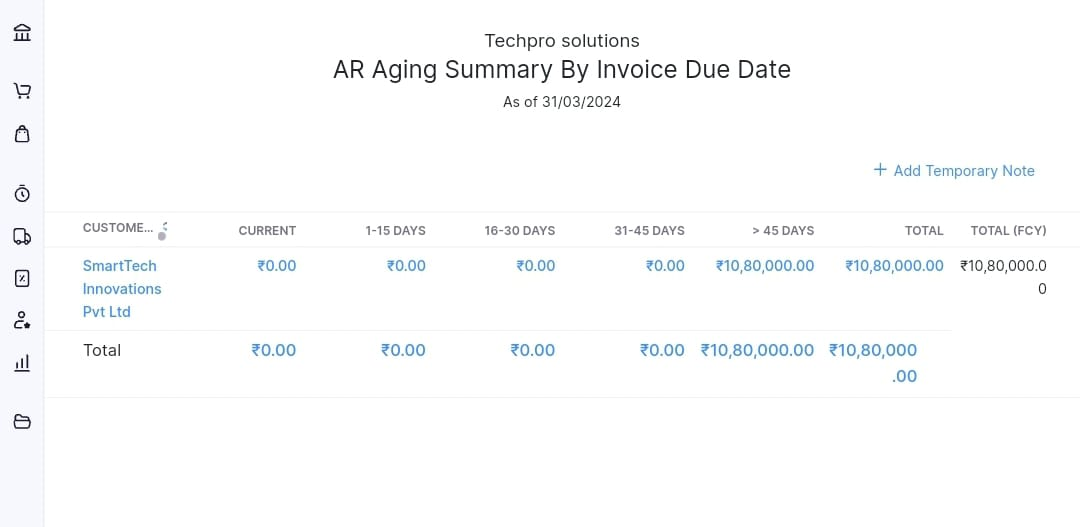 Techpro solutions
AR Aging Summary By Invoice Due Date
As of 31/03/2024
+ Add Temporary Note
CUSTOME... CURRENT 1-15 DAYS 16-30 DAYS 31-45 DAYS > 45 DAYS TOTAL TOTAL (FCY)
SmartTech ₹0.00 ₹0.00 ₹0.00 ₹0.00 ₹10,80,000.00 ₹10,80,000.00 ₹10,80,000.0
Innovations 0
Pvt Ltd
Total ₹0.00 ₹0.00 ₹0.00 ₹0.00 ₹10,80,000.00 ₹10,80,000
.00